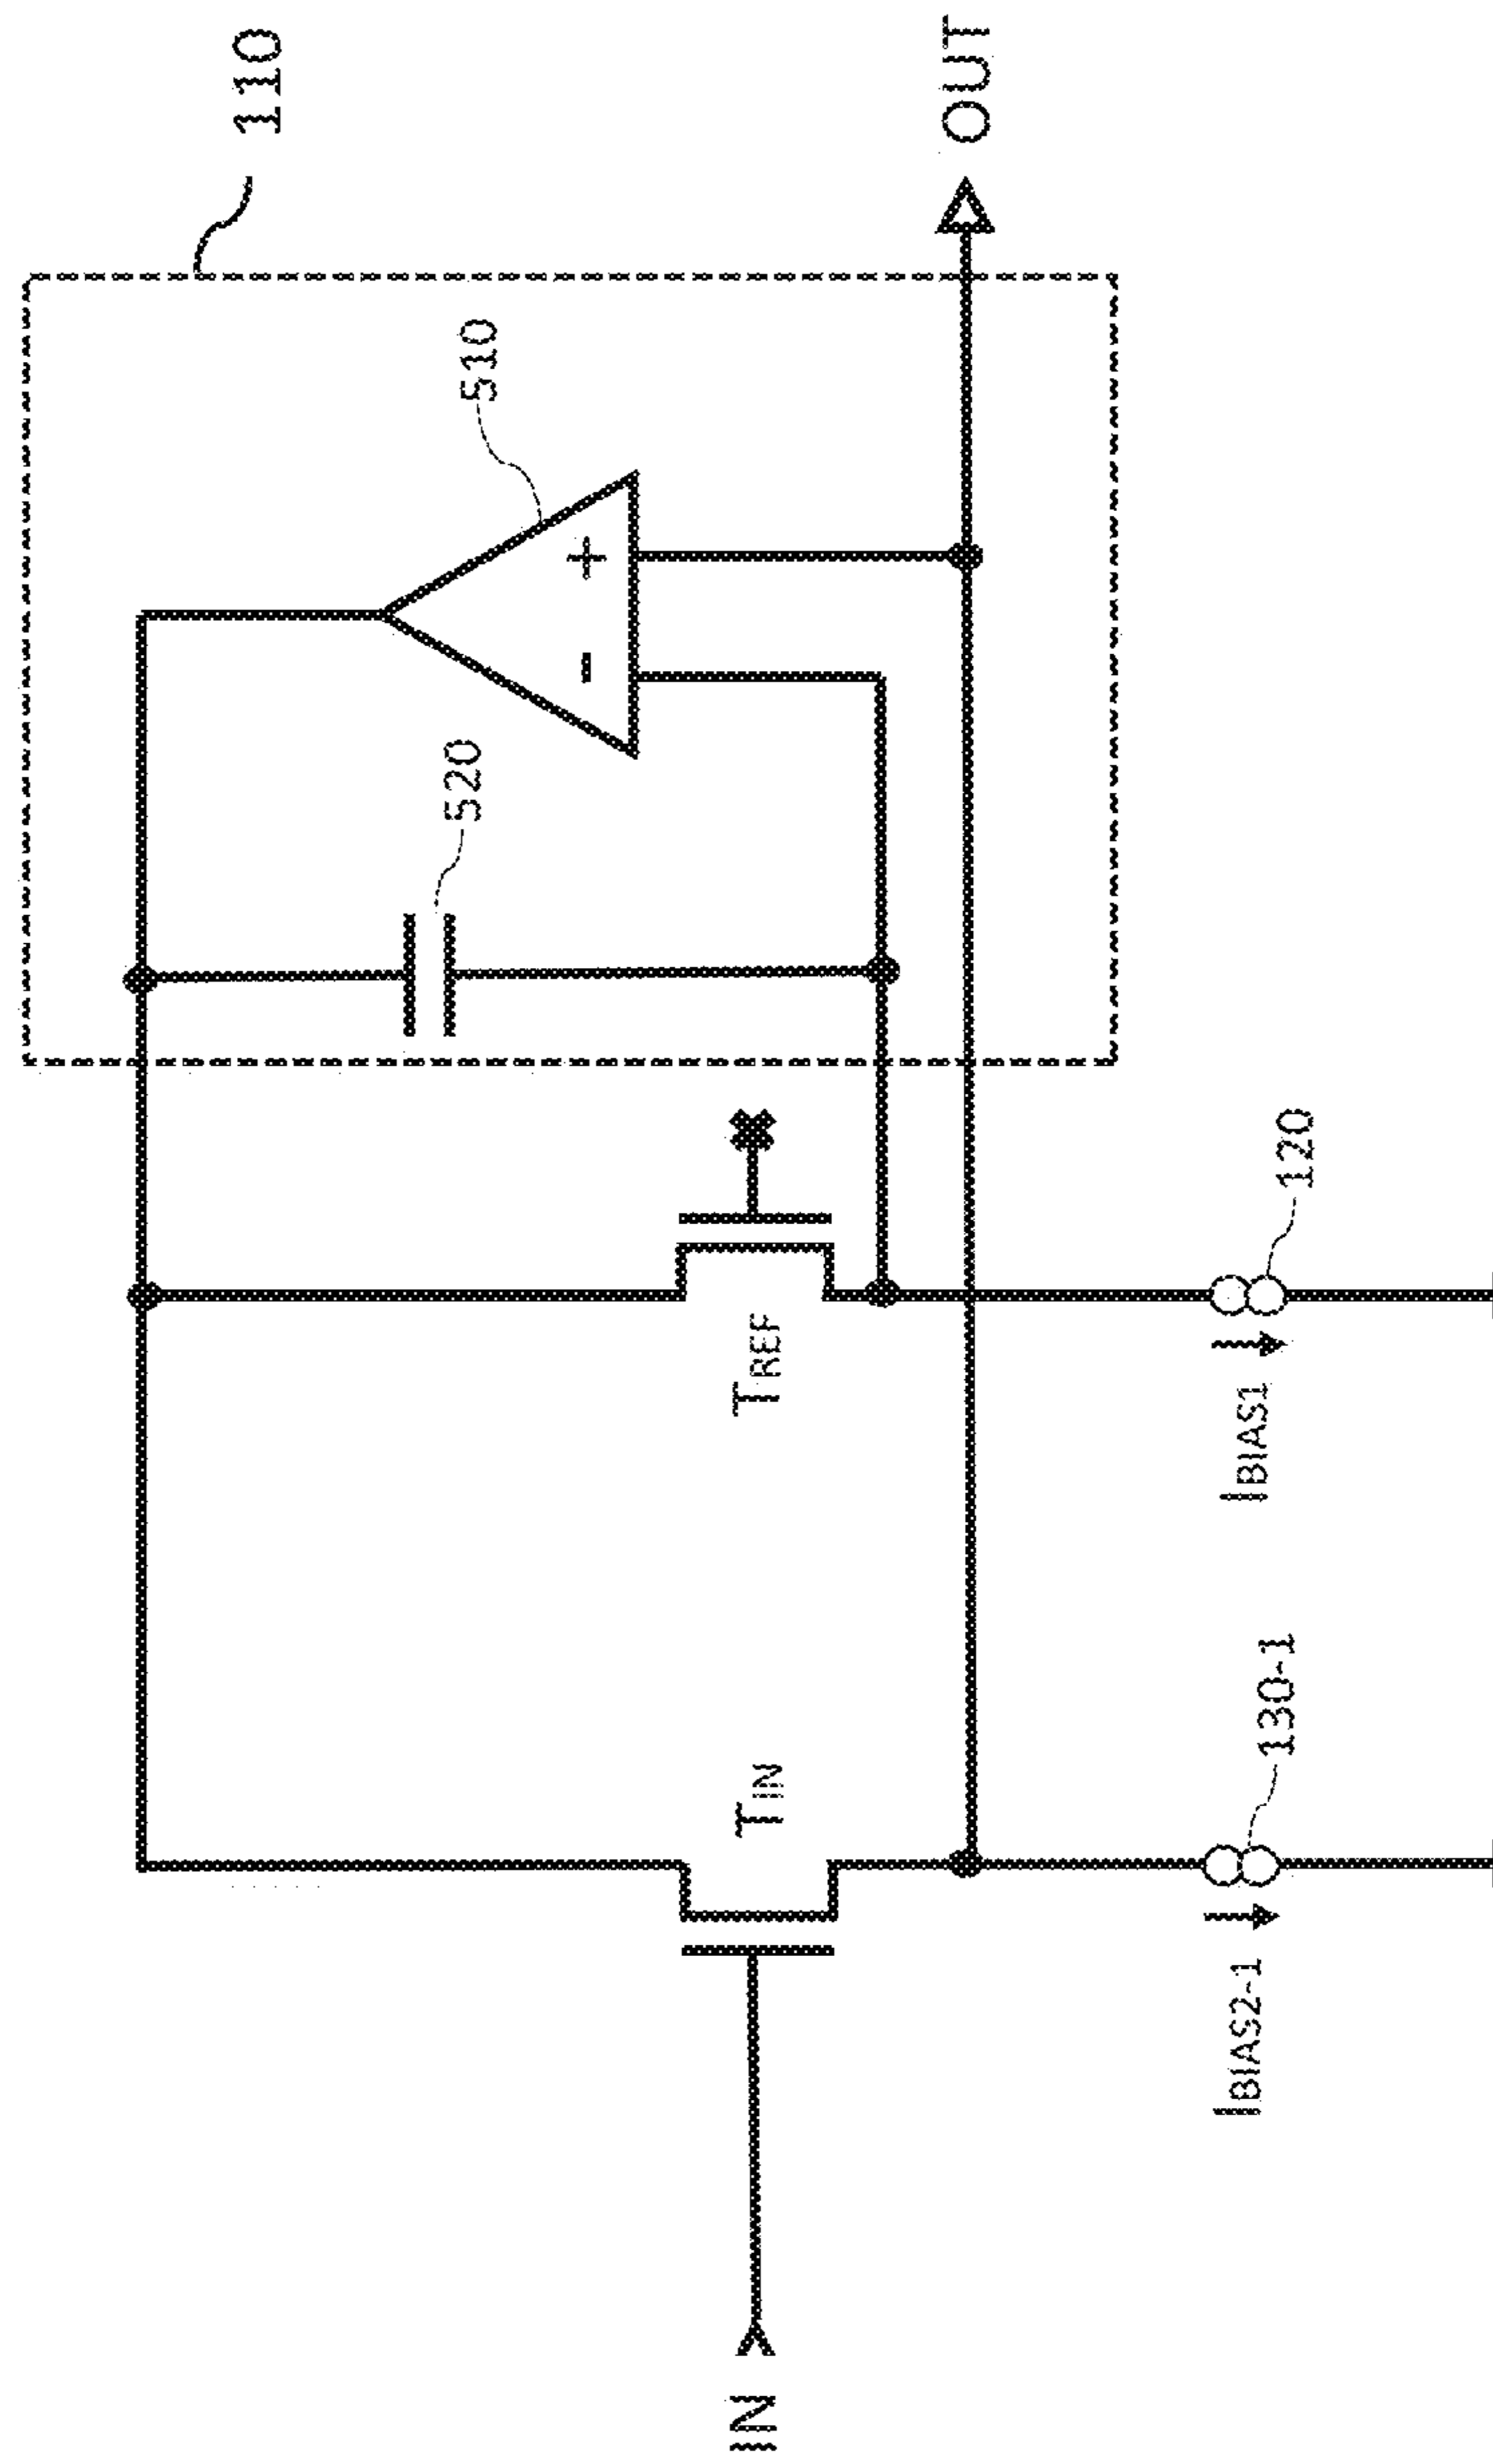 110
510
520
+
-
OUT
TREF
TIN
120
IBIAS1
130-1
IBIAS2-1
IN